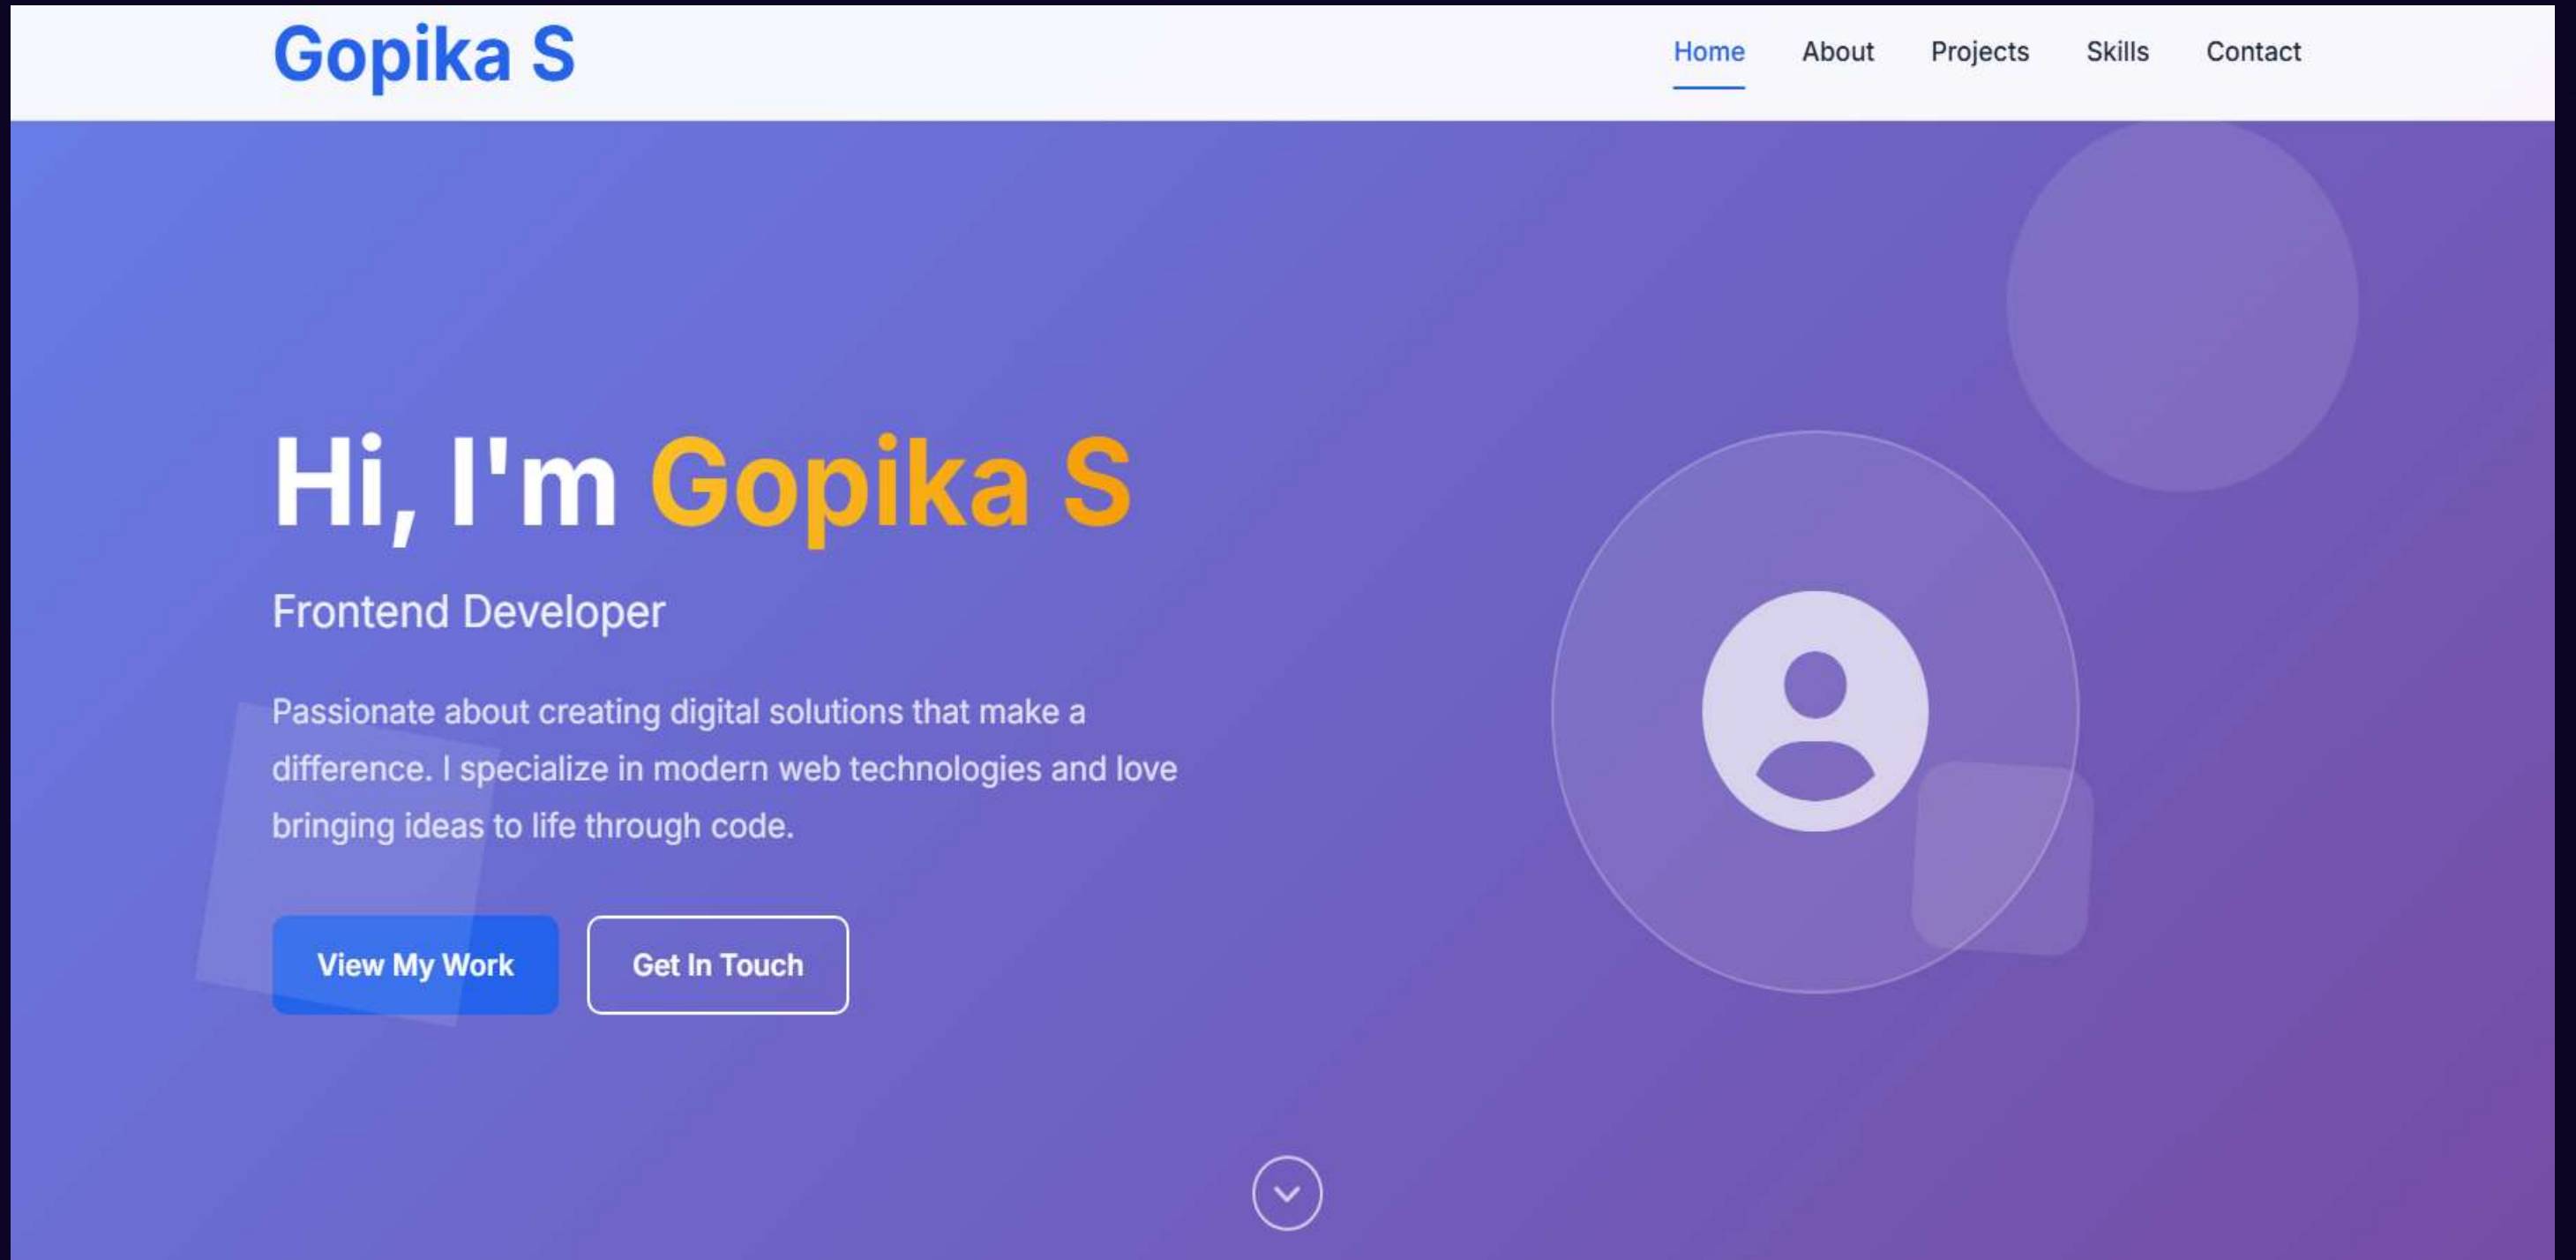 Gopika S
Home About Projects Skills Contact
Hi, I'm Gopika S
Frontend Developer
Passionate about creating digital solutions that make a
difference. I specialize in modern web technologies and love
bringing ideas to life through code.
View My Work
Get In Touch